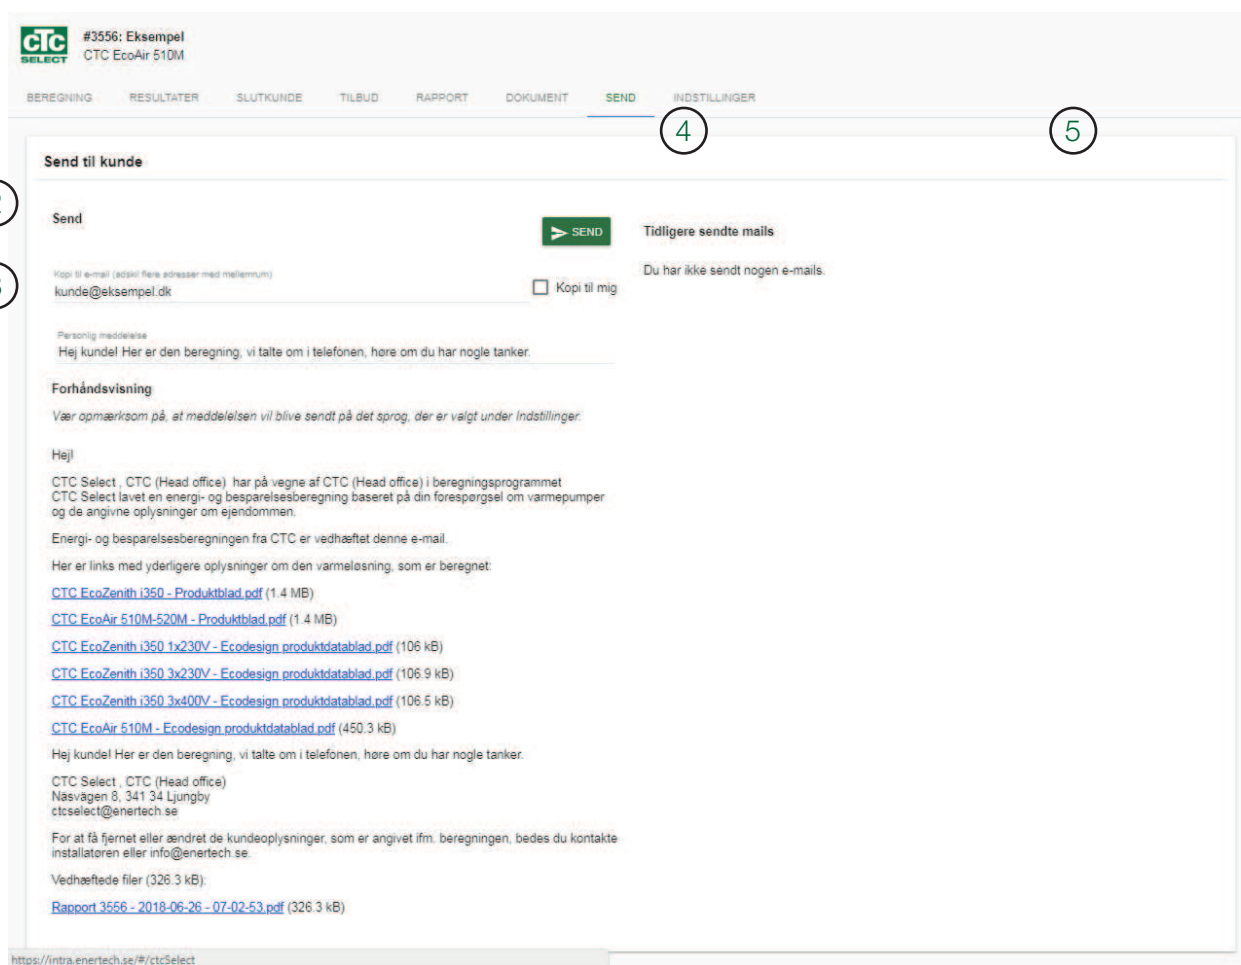 CTC
SELECT
#3556: Eksempel
CTC EcoAir 510M
BEREGNING RESULTATER SLUTKUNDE TILBUD RAPPORT DOKUMENT SEND INDSTILLINGER
4
5
Send til kunde
Send
SEND
Tidligere sendte mails
Du har ikke sendt nogen e-mails.
Kopi til e-mail (adskil flere adresser med mellemrum)
kunde@eksempel.dk
Kopi til mig
Personlig meddelelse
Hej kunde! Her er den beregning, vi talte om i telefonen, høre om du har nogle tanker.
Forhåndsvisning
Vær opmærksom på, at meddelelsen vil blive sendt på det sprog, der er valgt under Indstillinger.
Hej!
CTC Select , CTC (Head office) har på vegne af CTC (Head office) i beregningsprogrammet
CTC Select lavet en energi- og besparelsesberegning baseret på din forespørgsel om varmepumper
og de angivne oplysninger om ejendommen.
Energi- og besparelsesberegningen fra CTC er vedhæftet denne e-mail.
Her er links med yderligere oplysninger om den varmeløsning, som er beregnet:
CTC EcoZenith i350 - Produktblad.pdf (1.4 MB)
CTC EcoAir 510M-520M - Produktblad.pdf (1.4 MB)
CTC EcoZenith i350 1x230V - Ecodesign produktdatablad.pdf (106 kB)
CTC EcoZenith i350 3x230V - Ecodesign produktdatablad.pdf (106.9 kB)
CTC EcoZenith i350 3x400V - Ecodesign produktdatablad.pdf (106.5 kB)
CTC EcoAir 510M - Ecodesign produktdatablad.pdf (450.3 kB)
Hej kunde! Her er den beregning, vi talte om i telefonen, høre om du har nogle tanker.
CTC Select , CTC (Head office)
Näsvägen 8, 341 34 Ljungby
ctcselect@enertech.se
For at få fjernet eller ændret de kundeoplysninger, som er angivet ifm. beregningen, bedes du kontakte
installatøren eller info@enertech.se.
Vedhæftede filer (326.3 kB):
Rapport 3556 - 2018-06-26 - 07-02-53.pdf (326.3 kB)
https://intra.enertech.se/#/ctcSelect